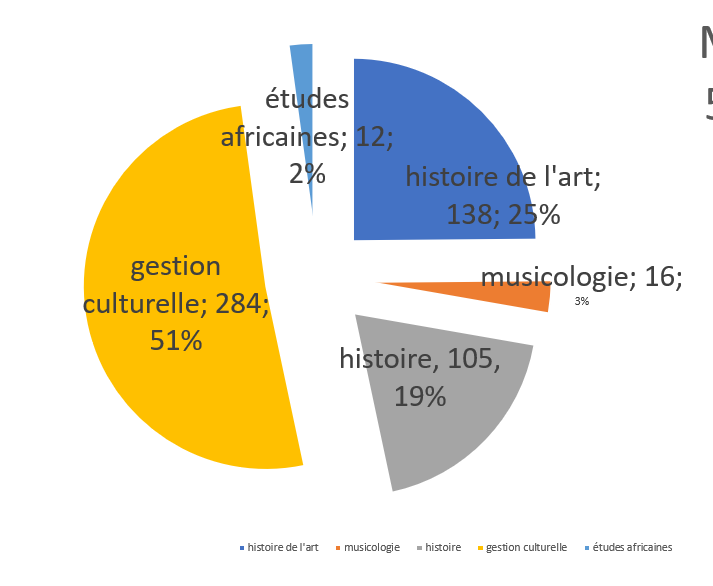 M
5
études
africaines; 12;
2%
histoire de l'art;
138; 25%
musicologie; 16;
3%
gestion
culturelle; 284;
51%
histoire, 105,
19%
histoire de l'art musicologie histoire gestion culturelle études africaines